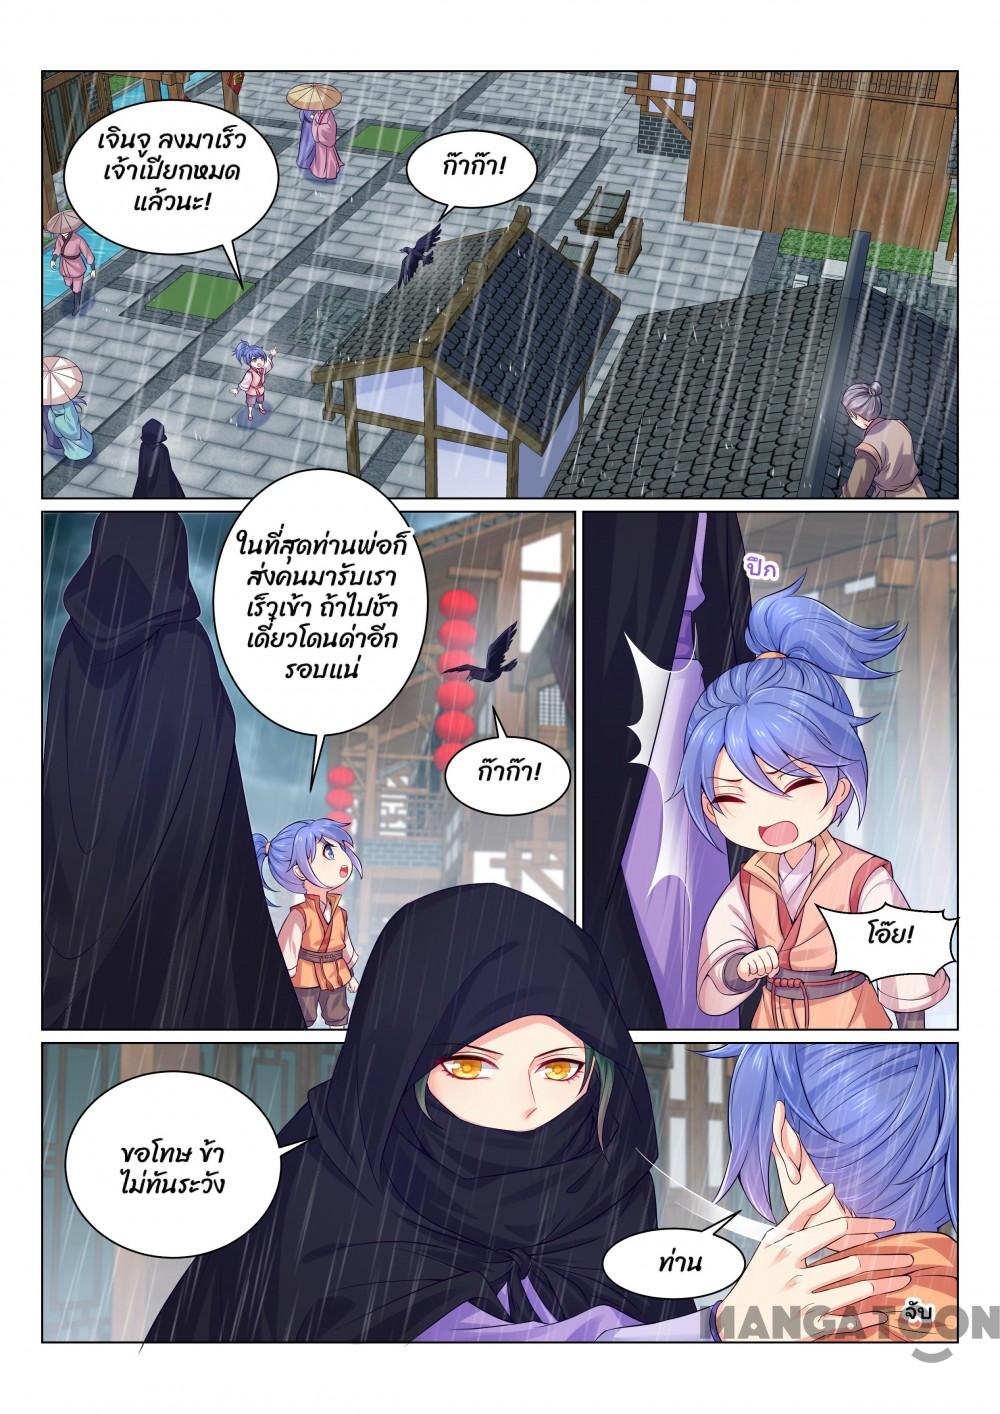 เจินจู ลงมาเร็ว
เจ้าเปียกหมด
แล้วนะ!
ก๊าก๊า!
ในที่สุดท่านพ่อก็
ส่งคนมารับเรา
เร็วเข้า ถ้าไปช้า
เดี๋ยวโดนด่าอีก
รอบแน่
ก๊าก๊า!
ปึก
โอ๊ย!
ขอโทษ ข้า
ไม่ทันระวัง
ท่าน
จับ
MANGATOON